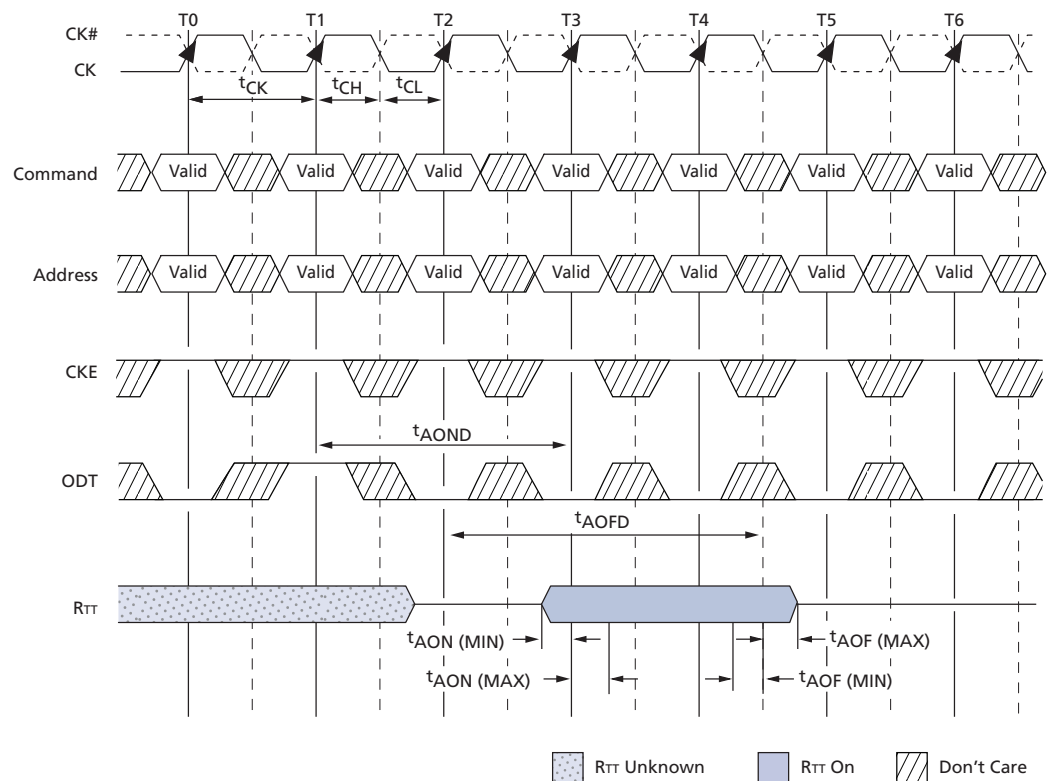 T0 T1 T2 T3 T4 T5 T6
CK#
CK
tCK tCH tCL
Command Valid Valid Valid Valid Valid Valid Valid
Address Valid Valid Valid Valid Valid Valid Valid
CKE
tAOND
ODT
tAOFD
RTT
tAON (MIN) tAOF (MAX)
tAON (MAX) tAOF (MIN)
RTT Unknown RTT On Don't Care